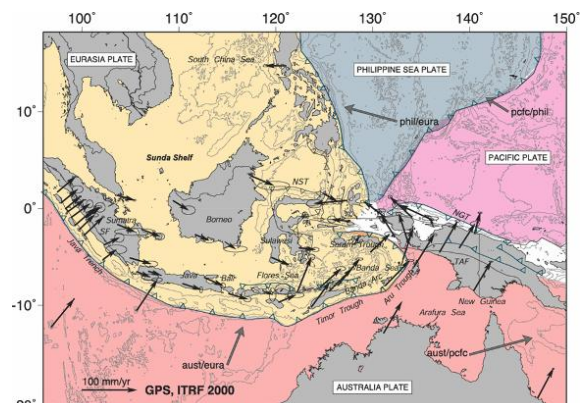 100° 110° 120° 130° 140° 150°
EURASIA PLATE
South China Sea
PHILIPPINE SEA PLATE
10°
phil/eura
pcfc/phil
Sunda Shelf
PACIFIC PLATE
NST
0°
Borneo
NGT
Sumatra
SF
Sulawesi
Seram Trough
Java Trench
Java
Bali
Flores Sea
Banda Sea
TAF
New Guinea
-10°
Timor Trough
Aru Trough
Arafura Sea
aust/eura
aust/pcfc
100 mm/yr
GPS, ITRF 2000
AUSTRALIA PLATE